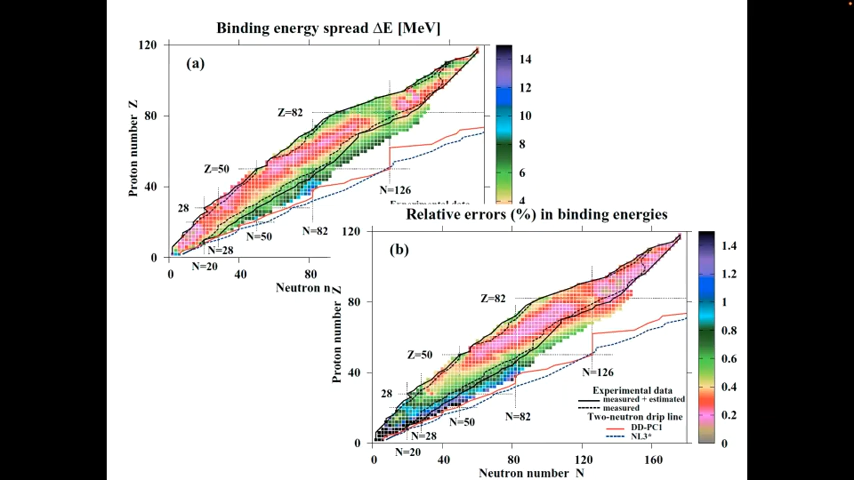 Binding energy spread ΔE [MeV]
120
80
40
0
Proton number Z
(a)
Z=82
Z=50
28
N=20
N=28
N=50
N=82
N=126
0
40
80
Neutron n
14
12
10
8
6
4
Experimental data
Relative errors (%) in binding energies
120
80
40
0
Proton number Z
(b)
Z=82
Z=50
28
N=20
N=28
N=50
N=82
N=126
Experimental data
measured + estimated
measured
Two-neutron drip line
DD-PC1
NL3*
0
40
80
120
160
Neutron number N
1.4
1.2
1
0.8
0.6
0.4
0.2
0